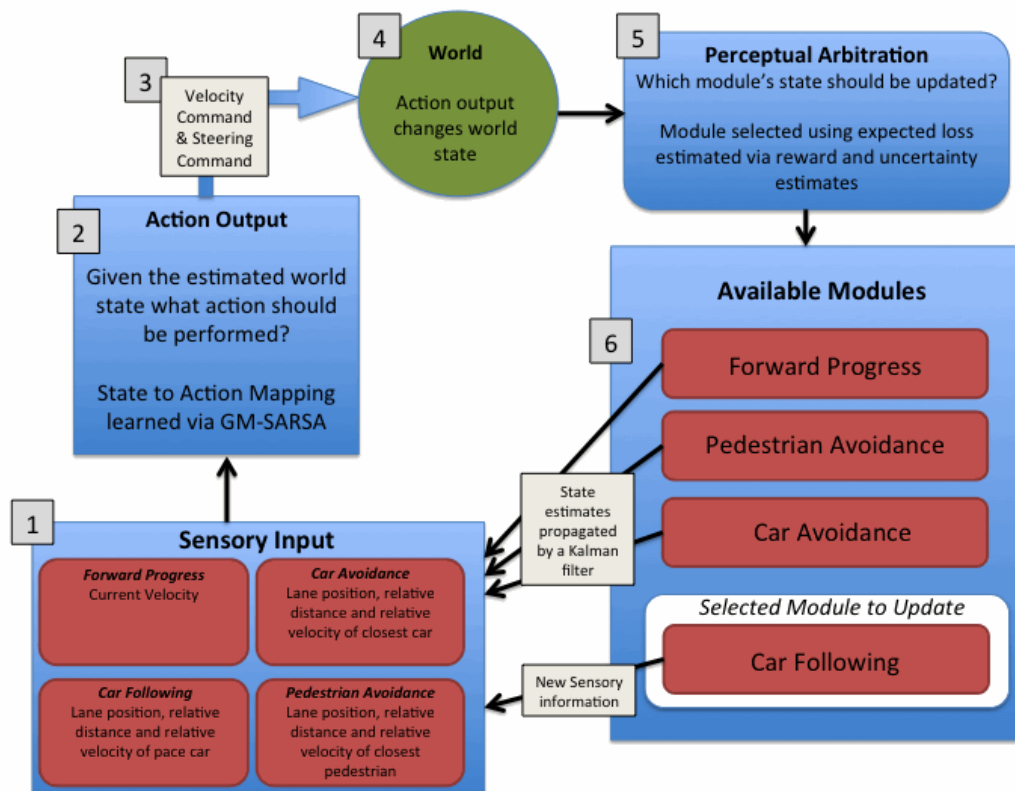 4
World
Action output
changes world
state
5
Perceptual Arbitration
Which module's state should be updated?
Module selected using expected loss
estimated via reward and uncertainty
estimates
3
Velocity
Command
& Steering
Command
2
Action Output
Given the estimated world
state what action should
be performed?
State to Action Mapping
learned via GM-SARSA
1
Sensory Input
Forward Progress
Current Velocity
Car Avoidance
Lane position, relative
distance and relative
velocity of closest car
Car Following
Lane position, relative
distance and relative
velocity of pace car
Pedestrian Avoidance
Lane position, relative
distance and relative
velocity of closest
pedestrian
6
Available Modules
Forward Progress
Pedestrian Avoidance
Car Avoidance
Selected Module to Update
Car Following
State
estimates
propagated
by a Kalman
filter
New Sensory
information